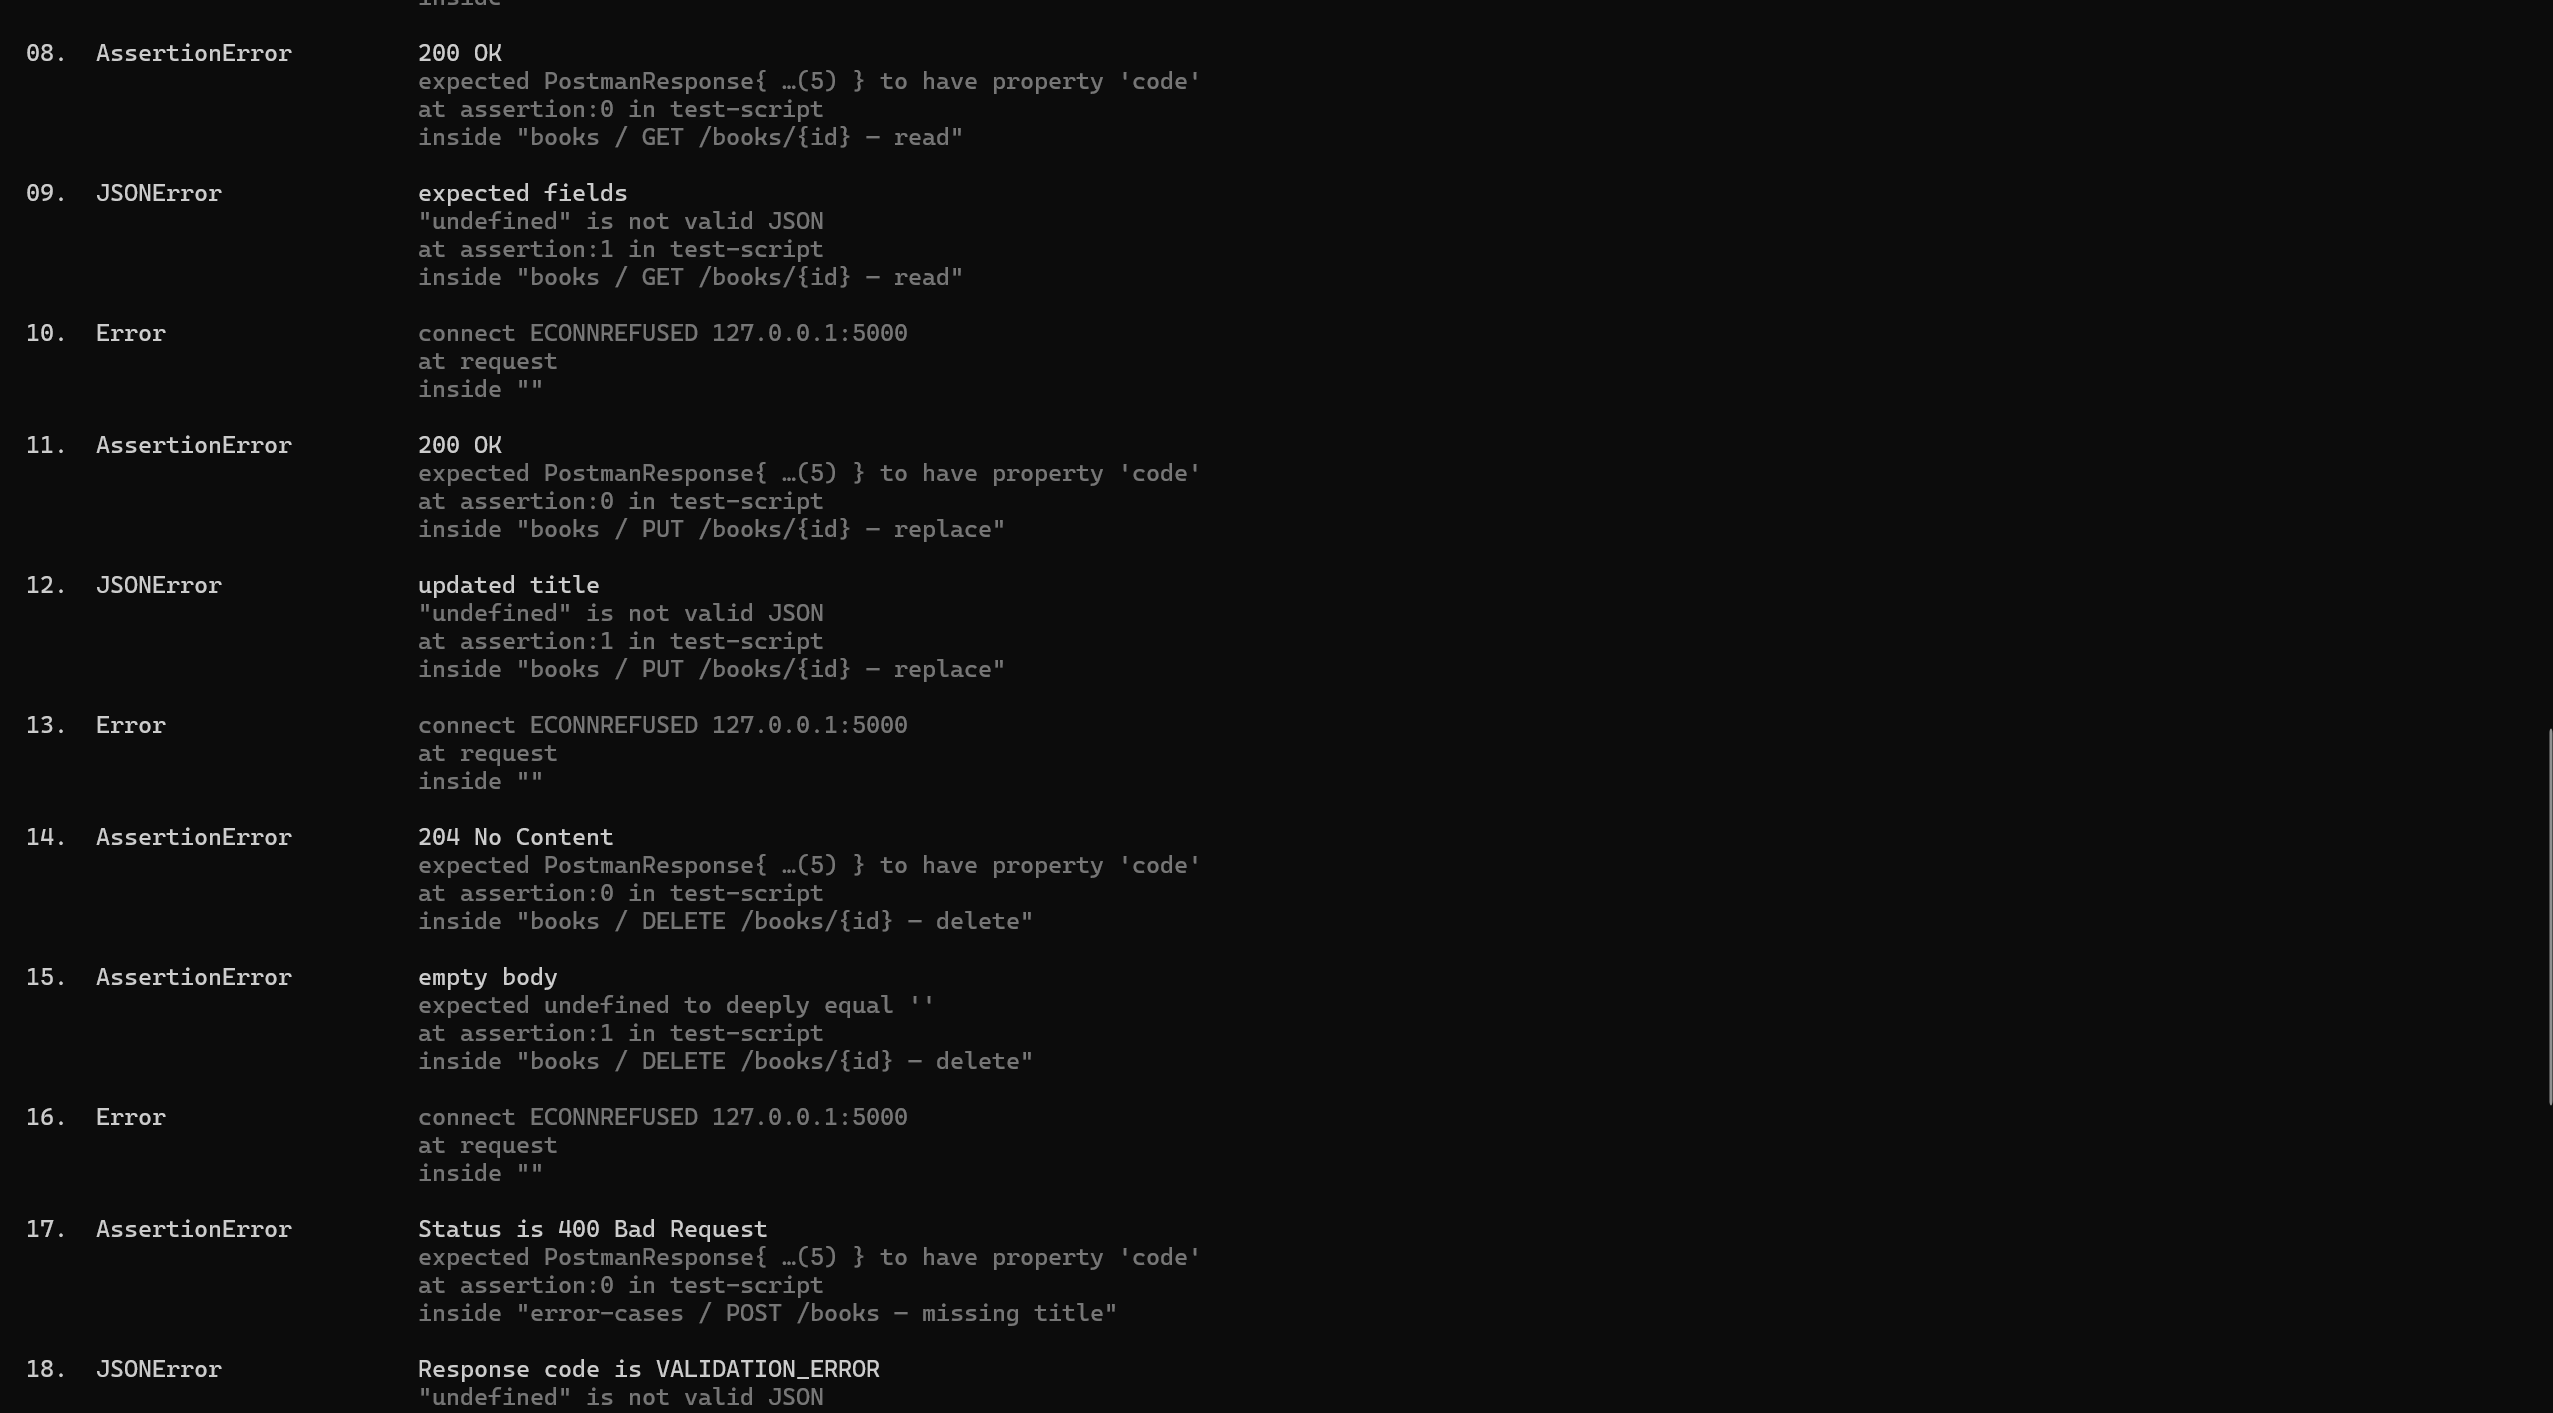 inside
08. AssertionError 200 OK
expected PostmanResponse{ …(5) } to have property 'code'
at assertion:0 in test-script
inside "books / GET /books/{id} – read"
09. JSONError expected fields
"undefined" is not valid JSON
at assertion:1 in test-script
inside "books / GET /books/{id} – read"
10. Error connect ECONNREFUSED 127.0.0.1:5000
at request
inside ""
11. AssertionError 200 OK
expected PostmanResponse{ …(5) } to have property 'code'
at assertion:0 in test-script
inside "books / PUT /books/{id} – replace"
12. JSONError updated title
"undefined" is not valid JSON
at assertion:1 in test-script
inside "books / PUT /books/{id} – replace"
13. Error connect ECONNREFUSED 127.0.0.1:5000
at request
inside ""
14. AssertionError 204 No Content
expected PostmanResponse{ …(5) } to have property 'code'
at assertion:0 in test-script
inside "books / DELETE /books/{id} – delete"
15. AssertionError empty body
expected undefined to deeply equal ''
at assertion:1 in test-script
inside "books / DELETE /books/{id} – delete"
16. Error connect ECONNREFUSED 127.0.0.1:5000
at request
inside ""
17. AssertionError Status is 400 Bad Request
expected PostmanResponse{ …(5) } to have property 'code'
at assertion:0 in test-script
inside "error-cases / POST /books – missing title"
18. JSONError Response code is VALIDATION_ERROR
"undefined" is not valid JSON